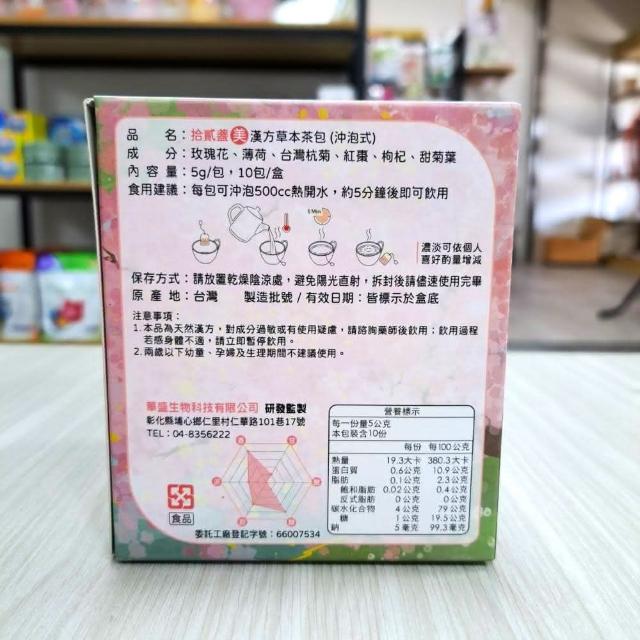 品名：拾貳盞美漢方草本茶包(沖泡式)
成分：玫瑰花、薄荷、台灣杭菊、紅棗、枸杞、甜菊葉
內容量：5g/包，10包/盒
食用建議：每包可沖泡500cc熱開水，約5分鐘後即可飲用
5 Min
濃淡可依個人
喜好酌量增減
保存方式：請放置乾燥陰涼處，避免陽光直射，拆封後請儘速使用完畢
原產地：台灣 製造批號/有效日期：皆標示於盒底
注意事項：
1.本品為天然漢方，對成分過敏或有使用疑慮，請諮詢藥師後飲用；飲用過程
若感身體不適，請立即暫停飲用。
2.兩歲以下幼童、孕婦及生理期間不建議使用。
華盛生物科技有限公司 研發監製
彰化縣埔心鄉仁里村仁華路101巷17號
TEL：04-8356222
食品
委託工廠登記字號：66007534
營養標示
每一份量5公克
本包裝含10份
每份 每100公克
熱量 19.3大卡 380.3大卡
蛋白質 0.6公克 10.9公克
脂肪 0.1公克 2.3公克
飽和脂肪 0.02公克 0.4公克
反式脂肪 0公克 0公克
碳水化合物 4公克 79公克
糖 1公克 19.5公克
鈉 5毫克 99.3毫克